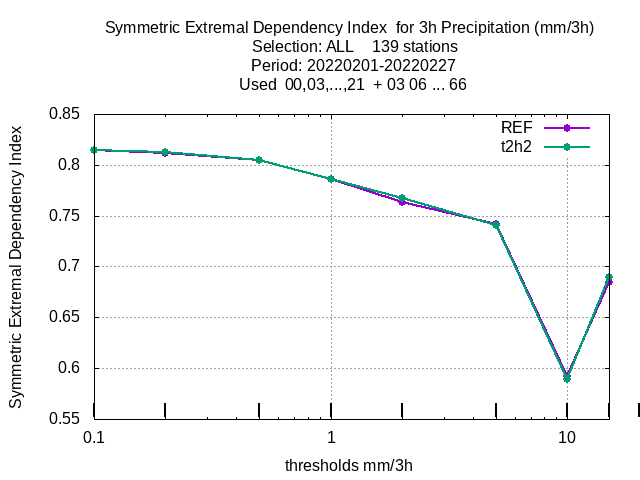 Symmetric Extremal Dependency Index  for 3h Precipitation (mm/3h)
Selection: ALL    139 stations
Period: 20220201-20220227
Used  00,03,...,21  + 03 06 ... 66
REF
t2h2
0.85
0.8
0.75
0.7
0.65
0.6
0.55
Symmetric Extremal Dependency Index
0.1
1
10
thresholds mm/3h